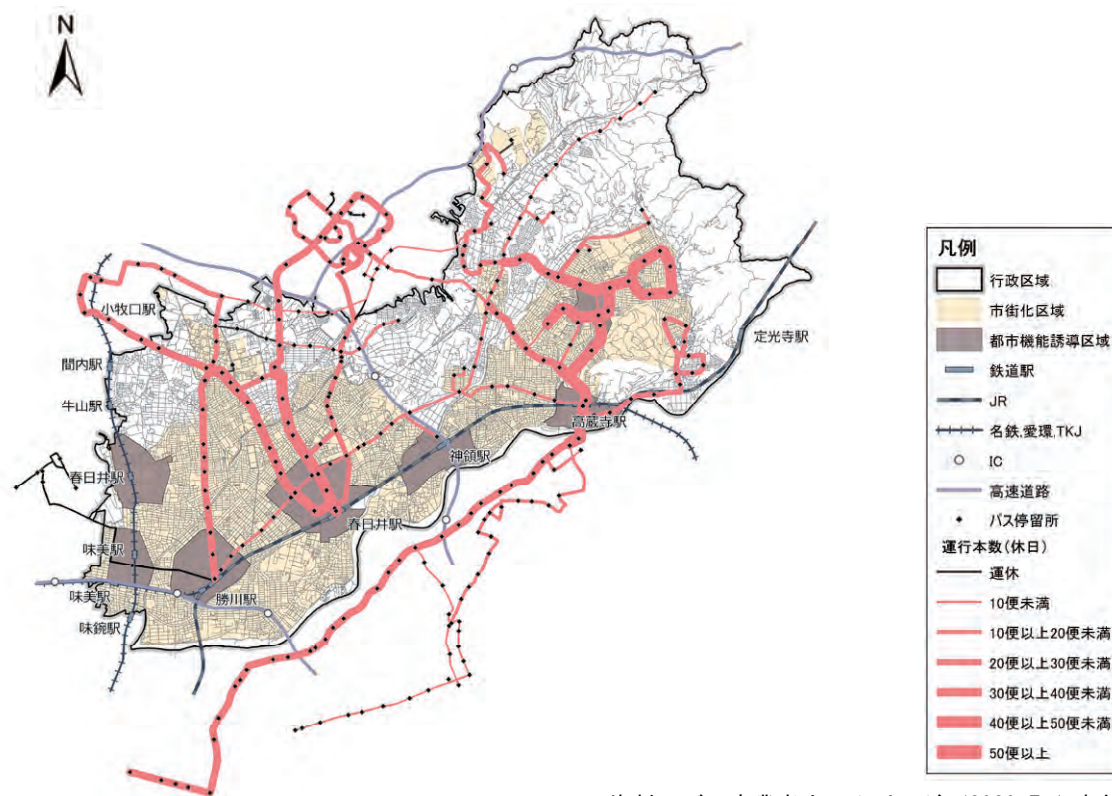 N
小牧口駅
間内駅
牛山駅
春日井駅
味美駅
味美駅
味鋺駅
勝川駅
春日井駅
神領駅
高蔵寺駅
定光寺駅
凡例
行政区域
市街化区域
都市機能誘導区域
鉄道駅
JR
名鉄,愛環,TKJ
IC
高速道路
バス停留所
運行本数(休日)
運休
10便未満
10便以上20便未満
20便以上30便未満
30便以上40便未満
40便以上50便未満
50便以上